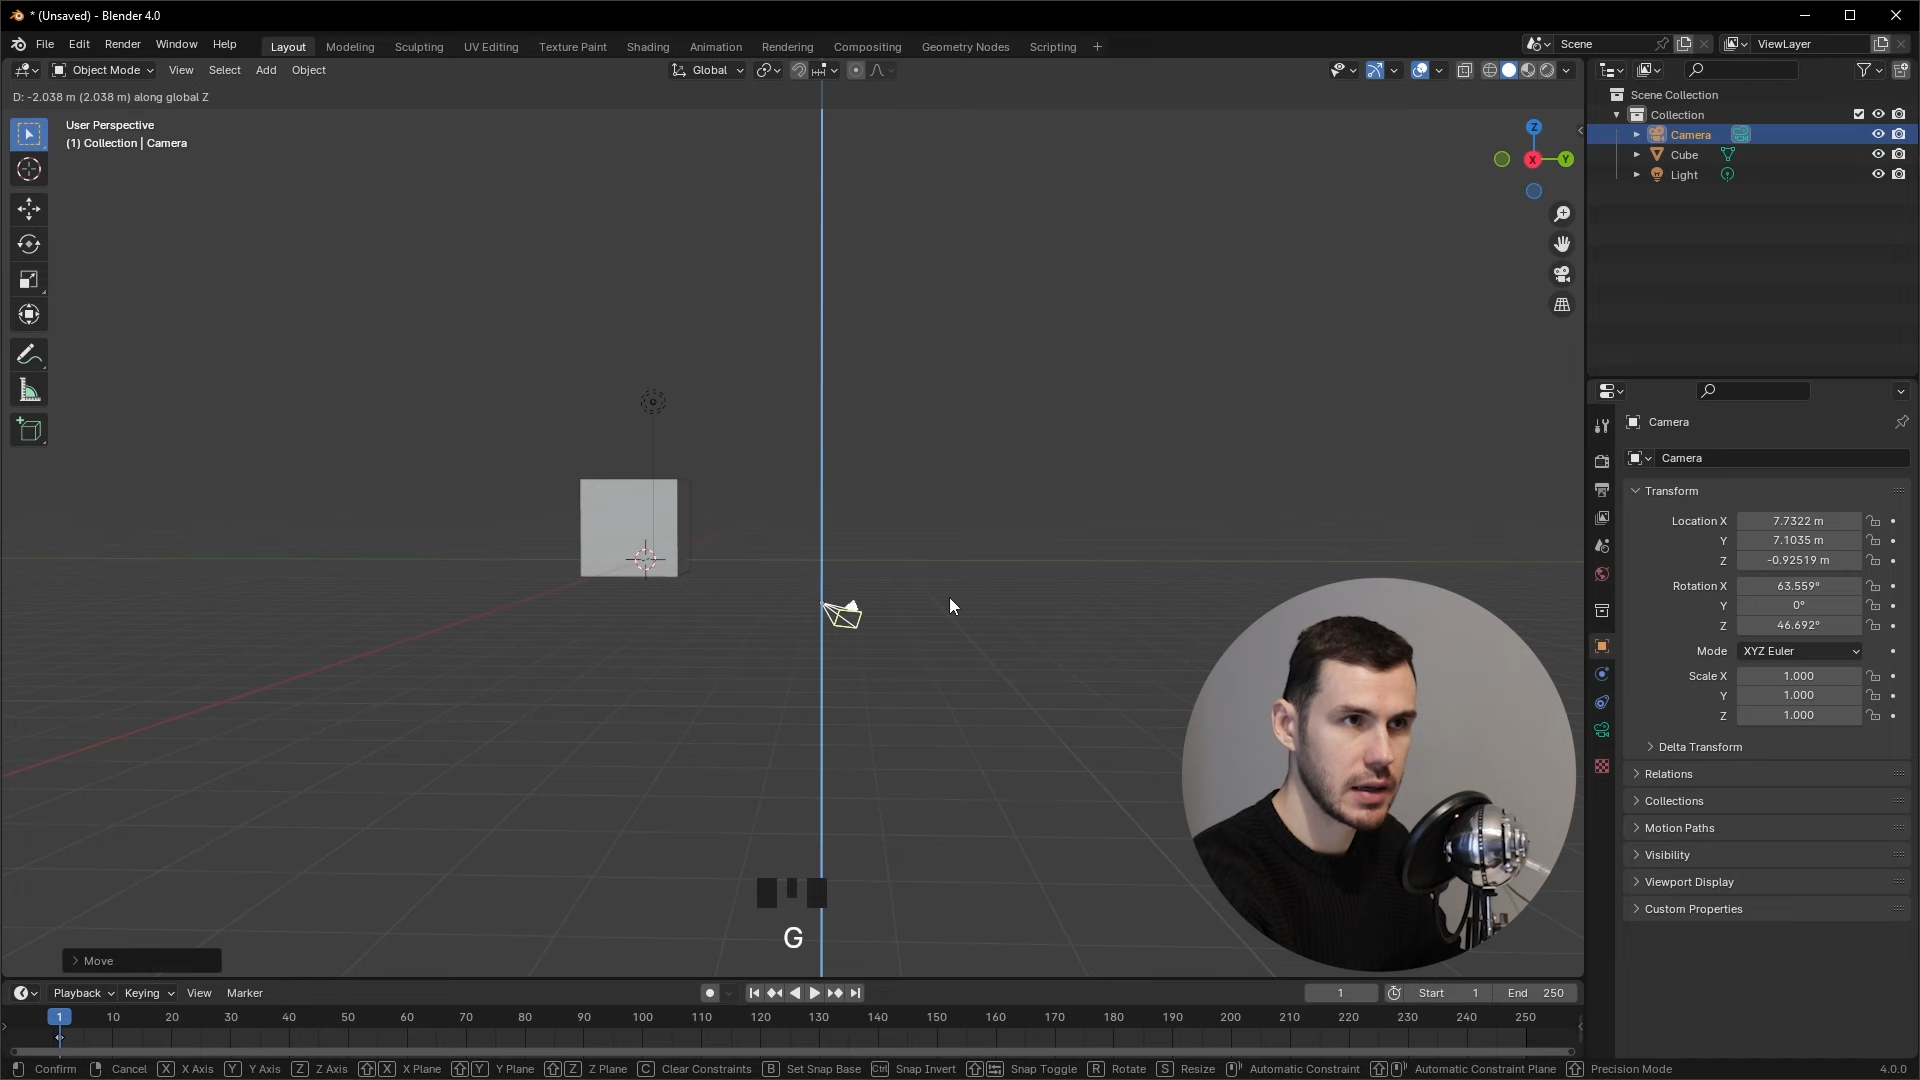 * (Unsaved) - Blender 4.0
File Edit Render Window Help
Layout Modeling Sculpting UV Editing Texture Paint Shading Animation Rendering Compositing Geometry Nodes Scripting +
Scene
ViewLayer
Object Mode View Select Add Object
Global
D: -2.038 m (2.038 m) along global Z
User Perspective
(1) Collection | Camera
Z
X
Y
Scene Collection
Collection
Camera
Cube
Light
Camera
Camera
Transform
Location X 7.7322 m
Y 7.1035 m
Z -0.92519 m
Rotation X 63.559°
Y 0°
Z 46.692°
Mode XYZ Euler
Scale X 1.000
Y 1.000
Z 1.000
Delta Transform
Relations
Collections
Motion Paths
Visibility
Viewport Display
Custom Properties
G
Move
Playback Keying View Marker
1
Start 1
End 250
1 10 20 30 40 50 60 70 80 90 100 110 120 130 140 150 160 170 180 190 200 210 220 230 240 250
Confirm Cancel X X Axis Y Y Axis Z Z Axis X X Plane Y Y Plane Z Z Plane C Clear Constraints B Set Snap Base Ctrl Snap Invert Snap Toggle R Rotate S Resize Automatic Constraint Automatic Constraint Plane Precision Mode
4.0.0